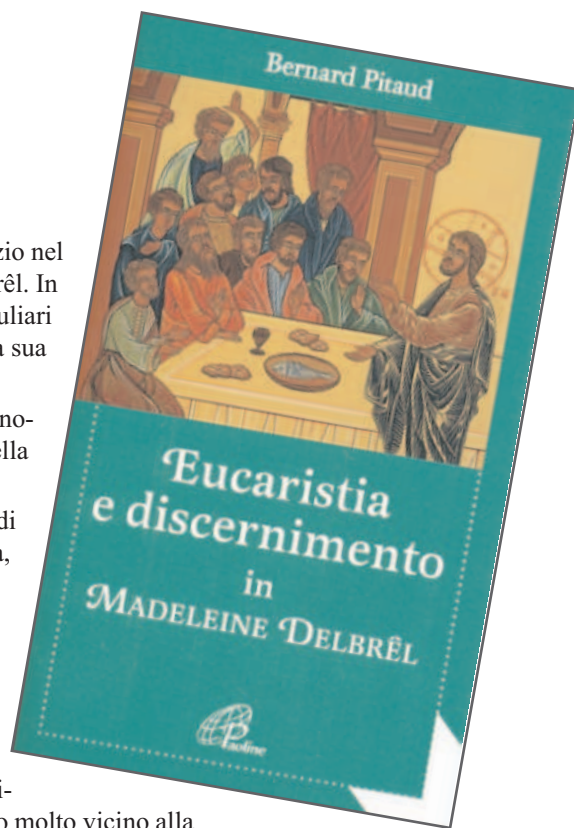 Bernard Pitaud
zio nel
rêl. In
uliari
a sua
no-
ella
di
a,
i-
o molto vicino alla
Eucaristia
e discernimento
in
MADELEINE DELBRÊL
Paoline